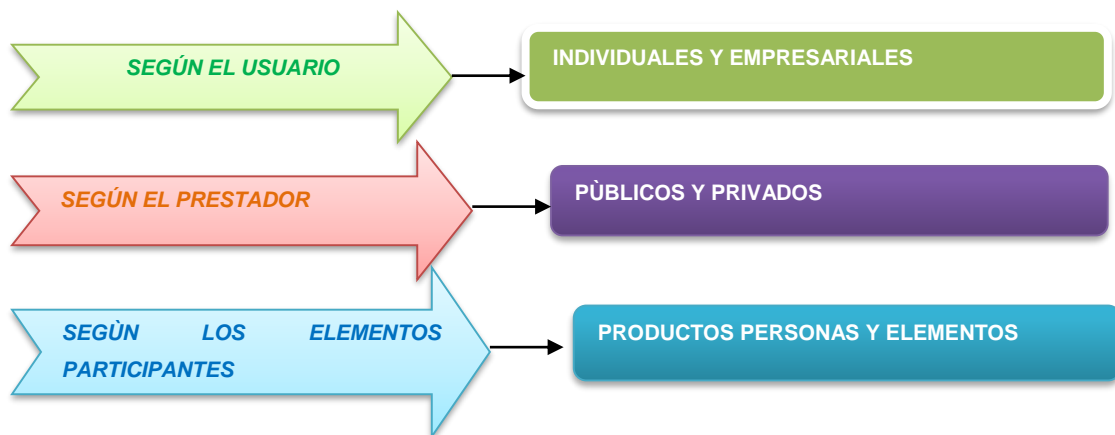 SEGÚN EL USUARIO
INDIVIDUALES Y EMPRESARIALES
SEGÚN EL PRESTADOR
PÙBLICOS Y PRIVADOS
SEGÙN LOS ELEMENTOS
PARTICIPANTES
PRODUCTOS PERSONAS Y ELEMENTOS